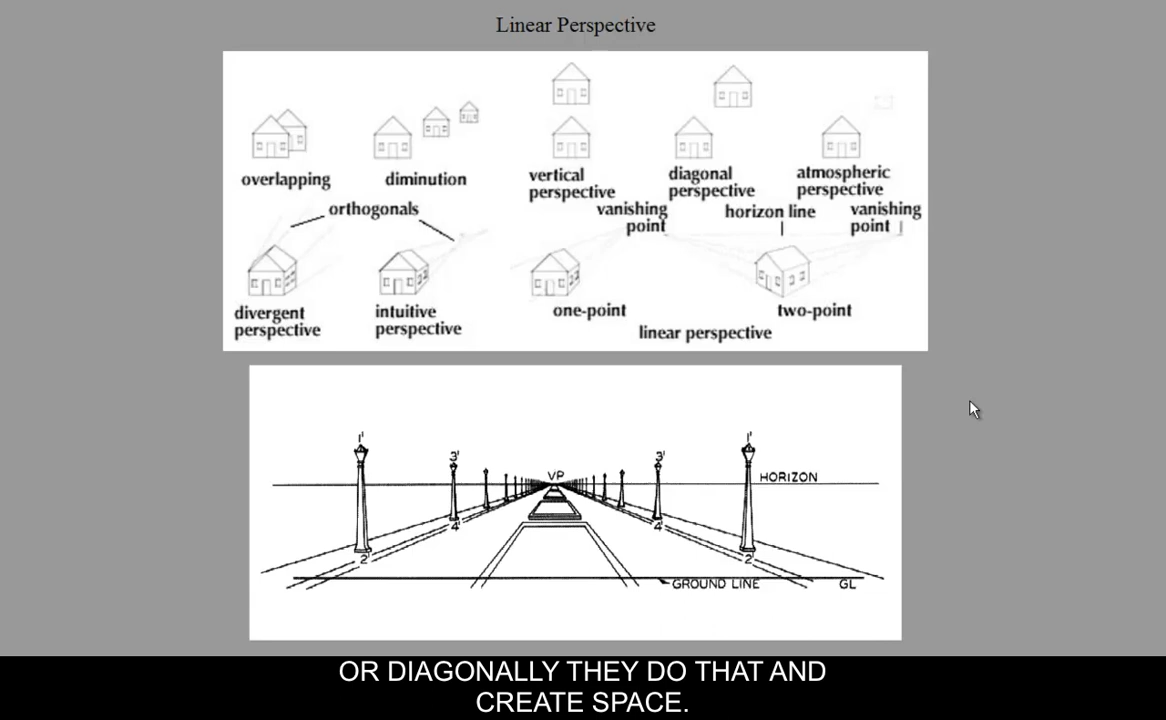 Linear Perspective
overlapping
diminution
vertical
perspective
diagonal
perspective
atmospheric
perspective
orthogonals
vanishing
point
horizon line
vanishing
point
divergent
perspective
intuitive
perspective
one-point
two-point
linear perspective
1'
3'
VP
3'
1'
HORIZON
4'
4'
2'
2'
GROUND LINE
GL
OR DIAGONALLY THEY DO THAT AND
CREATE SPACE.